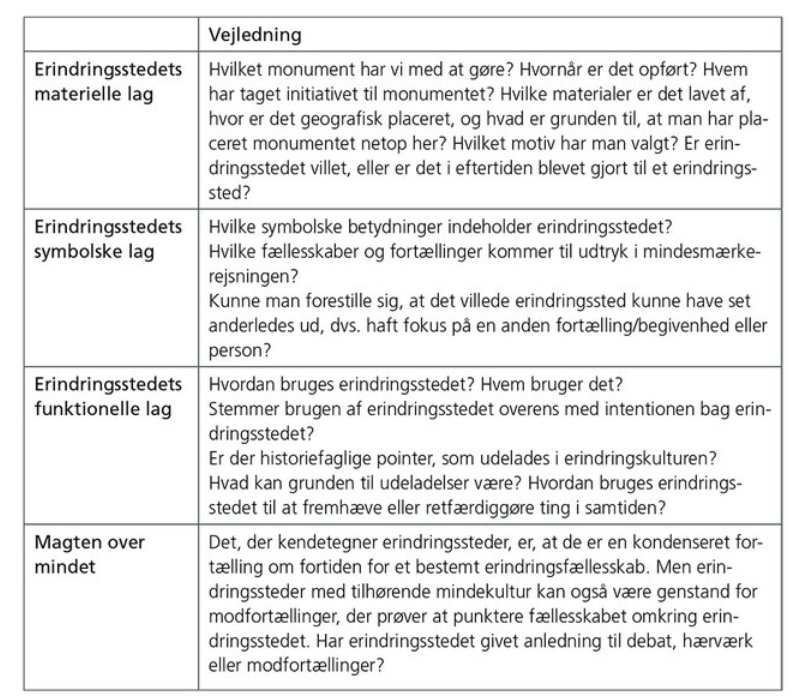 Vejledning
Erindringsstedets
materielle lag
Hvilket monument har vi med at gøre? Hvornår er det opført? Hvem
har taget initiativet til monumentet? Hvilke materialer er det lavet af,
hvor er det geografisk placeret, og hvad er grunden til, at man har pla-
ceret monumentet netop her? Hvilket motiv har man valgt? Er erin-
dringsstedet villet, eller er det i eftertiden blevet gjort til et erindrings-
sted?
Erindringsstedets
symbolske lag
Hvilke symbolske betydninger indeholder erindringsstedet?
Hvilke fællesskaber og fortællinger kommer til udtryk i mindesmærke-
rejsningen?
Kunne man forestille sig, at det villede erindringssted kunne have set
anderledes ud, dvs. haft fokus på en anden fortælling/begivenhed eller
person?
Erindringsstedets
funktionelle lag
Hvordan bruges erindringsstedet? Hvem bruger det?
Stemmer brugen af erindringsstedet overens med intentionen bag erin-
dringsstedet?
Er der historiefaglige pointer, som udelades i erindringskulturen?
Hvad kan grunden til udeladelser være? Hvordan bruges erindrings-
stedet til at fremhæve eller retfærdiggøre ting i samtiden?
Magten over
mindet
Det, der kendetegner erindringssteder, er, at de er en kondenseret for-
tælling om fortiden for et bestemt erindringsfællesskab. Men erin-
dringssteder med tilhørende mindekultur kan også være genstand for
modfortællinger, der prøver at punktere fællesskabet omkring erin-
dringsstedet. Har erindringsstedet givet anledning til debat, hærværk
eller modfortællinger?